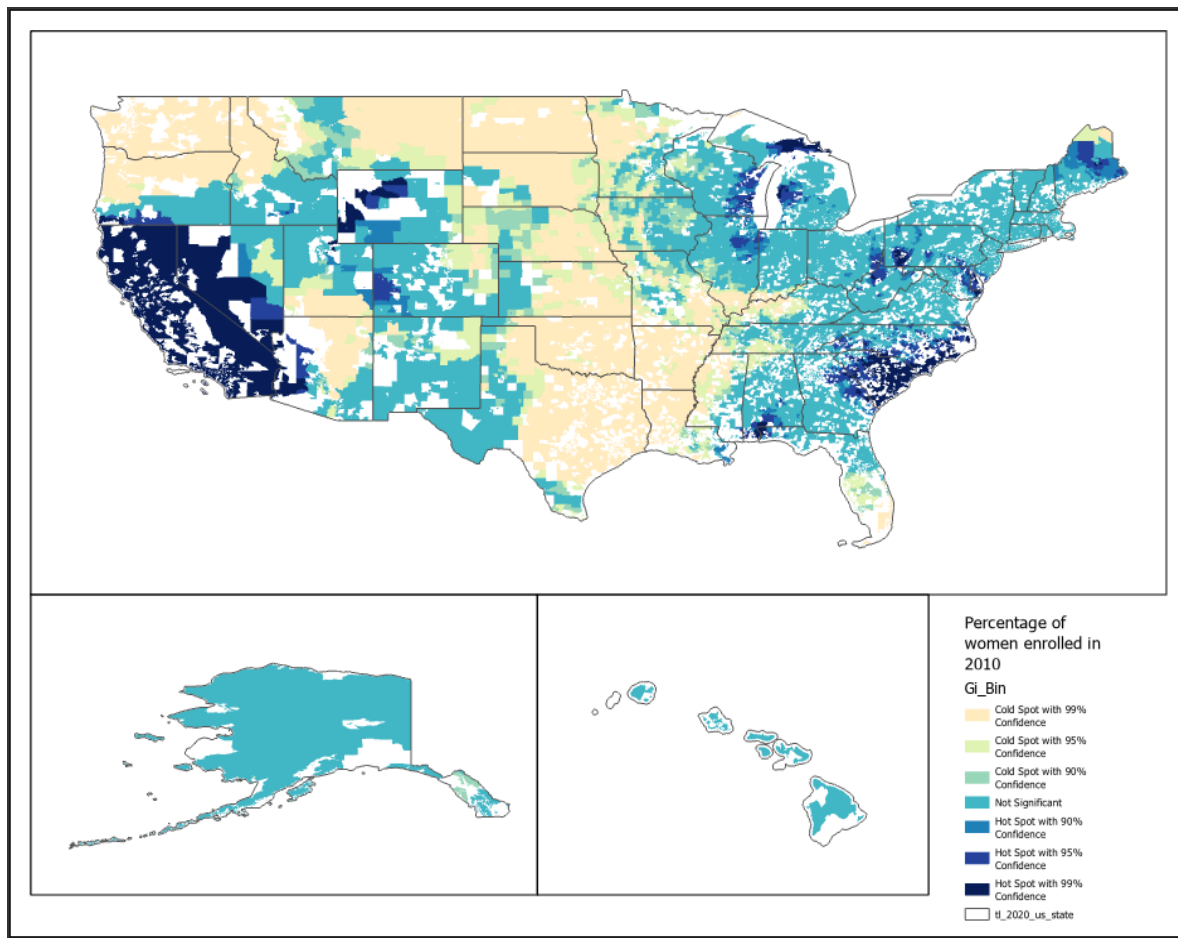 Percentage of
women enrolled in
2010
Gi_Bin
Cold Spot with 99%
Confidence
Cold Spot with 95%
Confidence
Cold Spot with 90%
Confidence
Not Significant
Hot Spot with 90%
Confidence
Hot Spot with 95%
Confidence
Hot Spot with 99%
Confidence
tl_2020_us_state